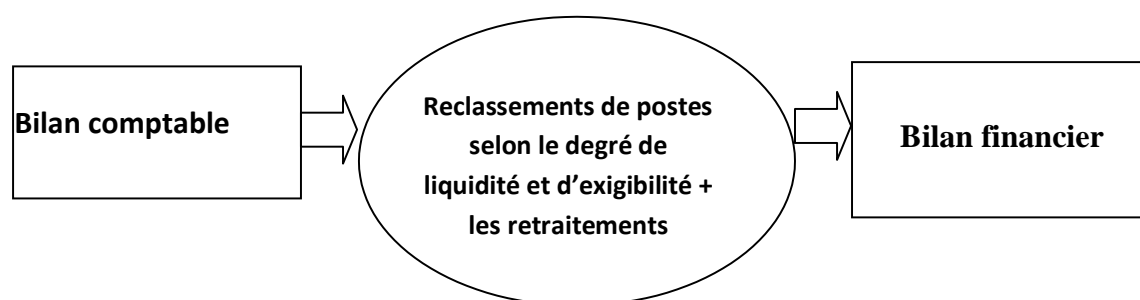 Bilan comptable
Reclassements de postes
selon le degré de
liquidité et d’exigibilité +
les retraitements
Bilan financier